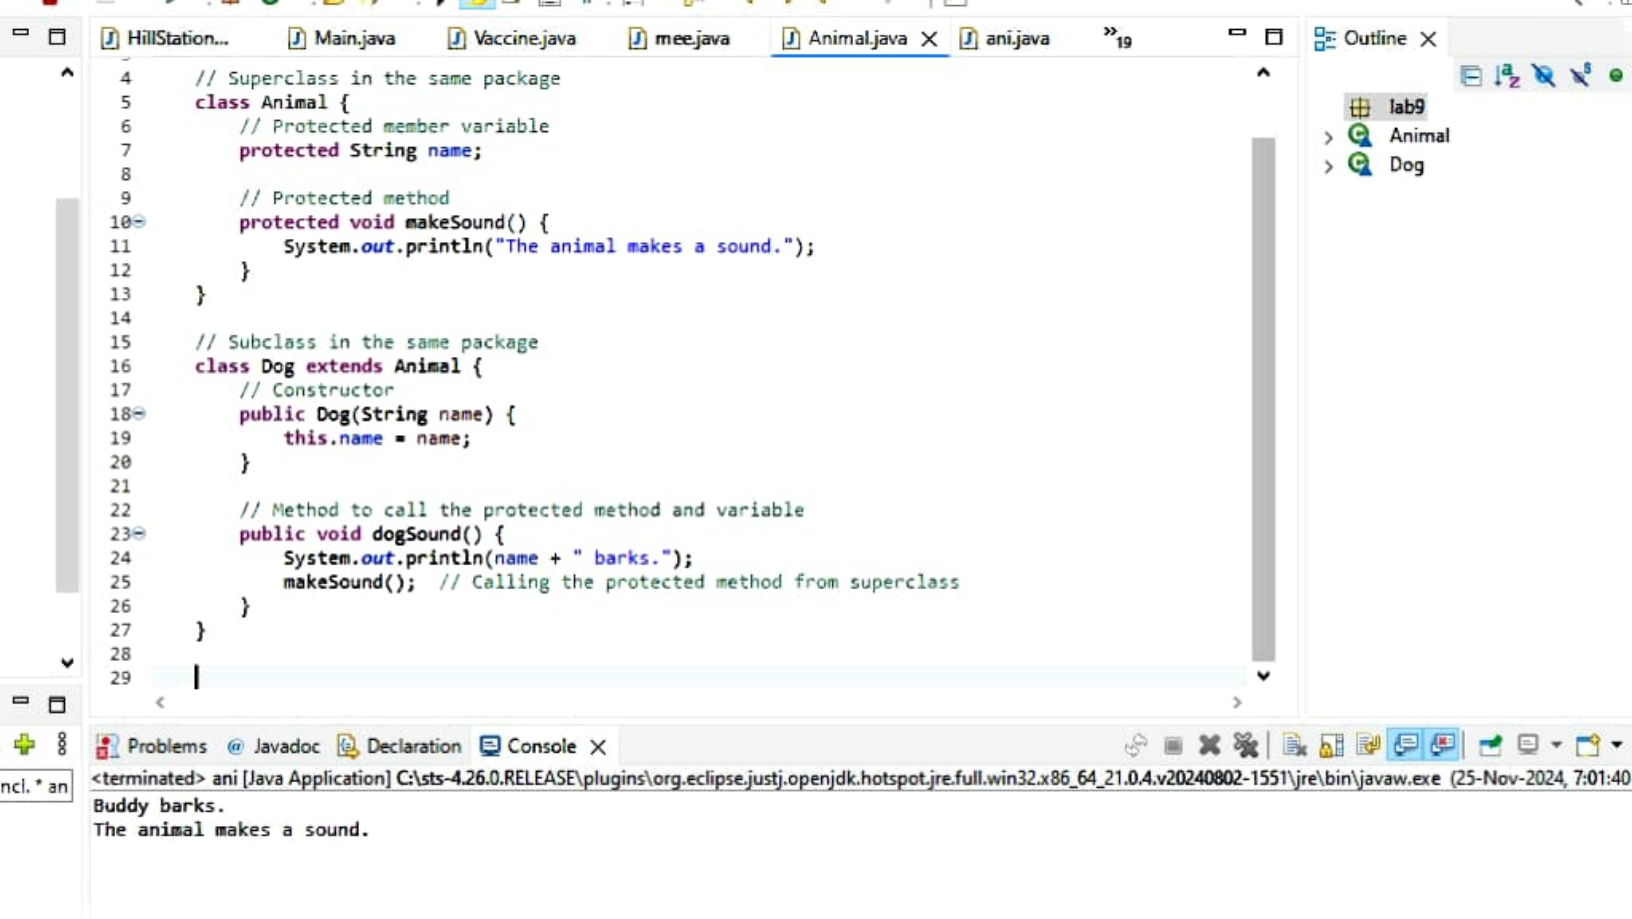 HillStation... Main.java Vaccine.java mee.java Animal.java ani.java »19 Outline
4 // Superclass in the same package
5 class Animal {
6 // Protected member variable
7 protected String name;
8
9 // Protected method
10 protected void makeSound() {
11 System.out.println("The animal makes a sound.");
12 }
13 }
14
15 // Subclass in the same package
16 class Dog extends Animal {
17 // Constructor
18 public Dog(String name) {
19 this.name = name;
20 }
21
22 // Method to call the protected method and variable
23 public void dogSound() {
24 System.out.println(name + " barks.");
25 makeSound(); // Calling the protected method from superclass
26 }
27 }
28
29
lab9
Animal
Dog
Problems @ Javadoc Declaration Console
<terminated> ani [Java Application] C:\sts-4.26.0.RELEASE\plugins\org.eclipse.justj.openjdk.hotspot.jre.full.win32.x86_64_21.0.4.v20240802-1551\jre\bin\javaw.exe (25-Nov-2024, 7:01:40
ncl. * an
Buddy barks.
The animal makes a sound.